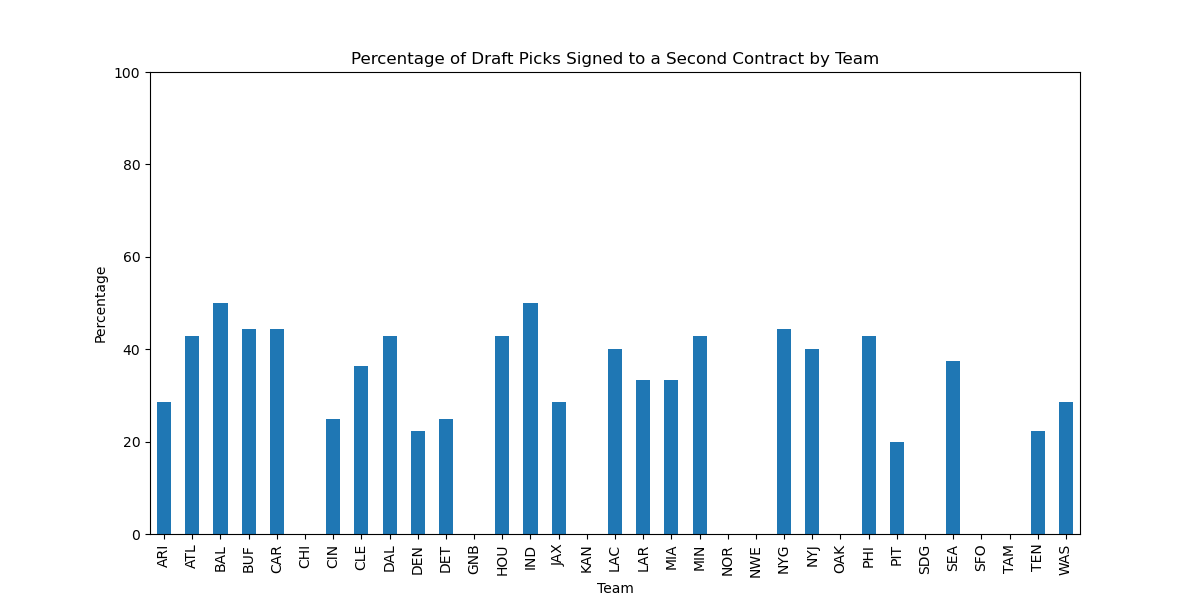 Percentage of Draft Picks Signed to a Second Contract by Team
100
80
60
40
20
0
Percentage
ARI
ATL
BAL
BUF
CAR
CHI
CIN
CLE
DAL
DEN
DET
GNB
HOU
IND
JAX
KAN
LAC
LAR
MIA
MIN
NOR
NWE
NYG
NYJ
OAK
PHI
PIT
SDG
SEA
SFO
TAM
TEN
WAS
Team